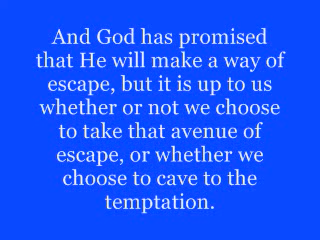 And God has promised
that He will make a way of
escape, but it is up to us
whether or not we choose
to take that avenue of
escape, or whether we
choose to cave to the
temptation.